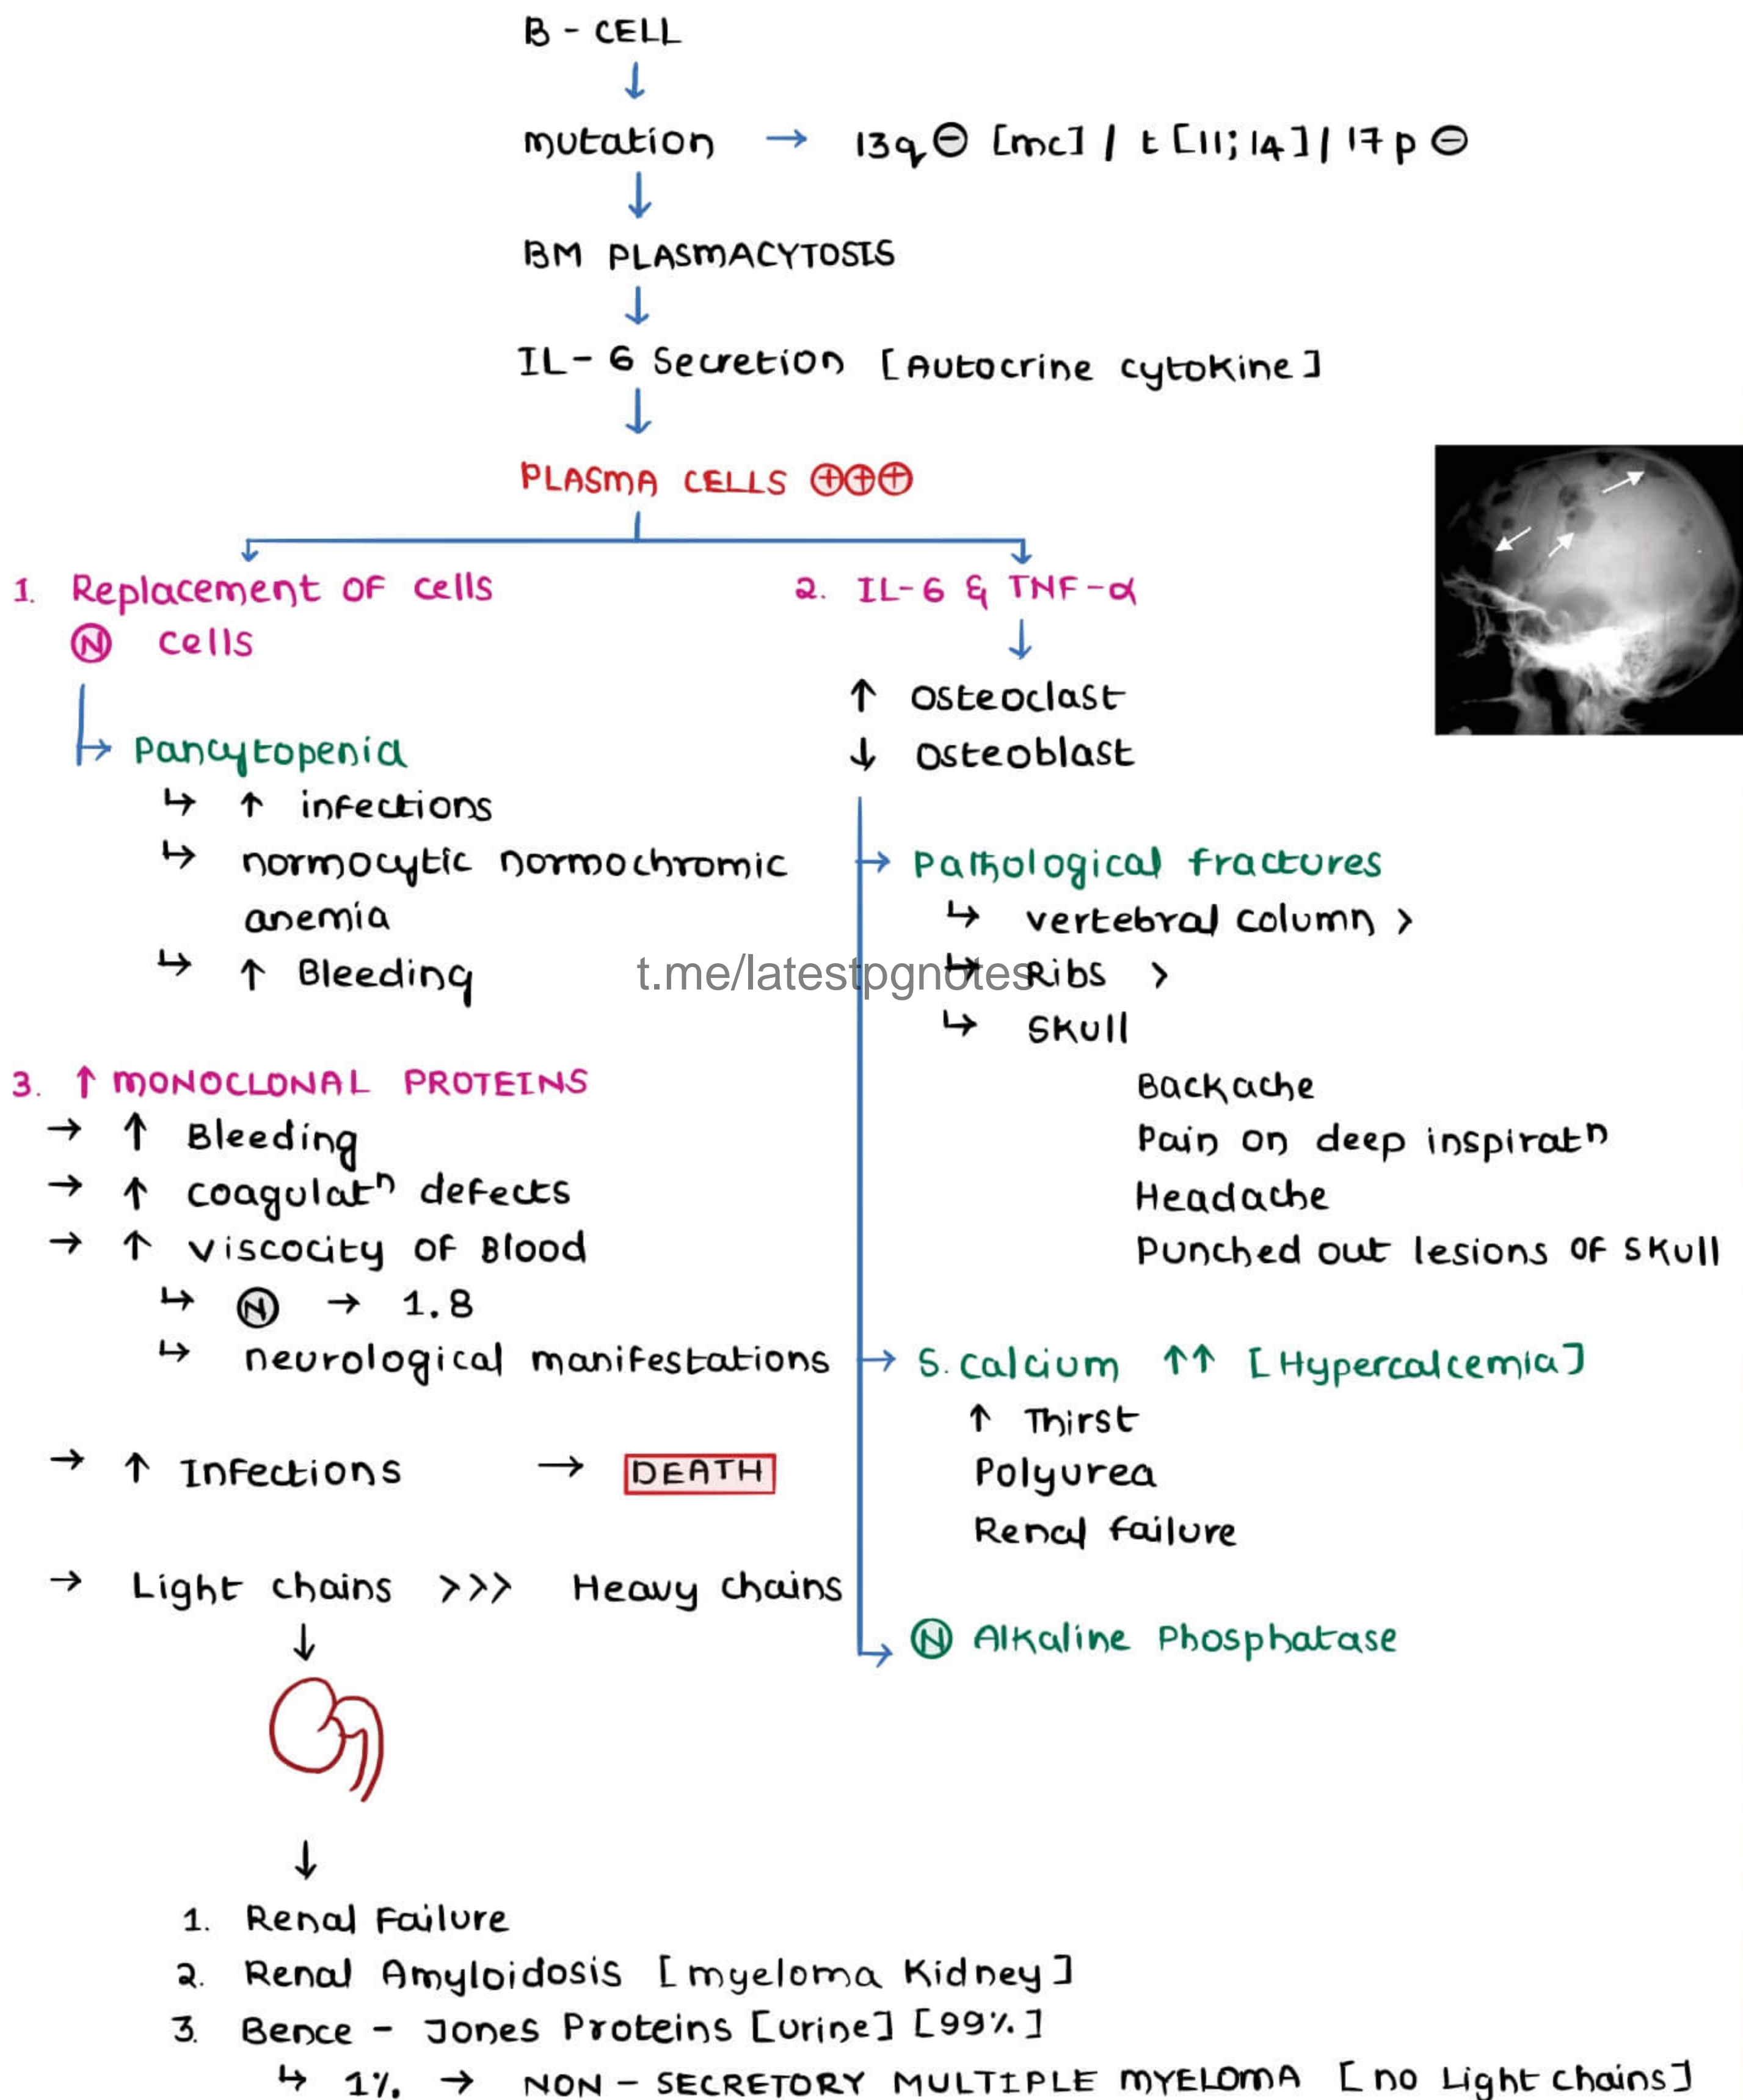 B - CELL
↓
mutation → 13q ⊖ [mc] / t [11; 14] / 17 p ⊖
↓
BM PLASMACYTOSIS
↓
IL - 6 Secretion [Autocrine cytokine]
↓
PLASMA CELLS ⊕⊕⊕
1. Replacement of cells
Ⓝ cells
Pancytopenia
↳ ↑ infections
↳ normocytic normochromic
anemia
↳ ↑ Bleeding
2. IL-6 & TNF-α
↓
↑ Osteoclast
↓ Osteoblast
→ Pathological fractures
↳ vertebral column >
↳ Ribs >
↳ Skull
Backache
Pain on deep inspiratⁿ
Headache
Punched out lesions of skull
→ S. calcium ↑↑ [Hypercalcemia]
↑ Thirst
Polyurea
Renal failure
→ Ⓝ Alkaline Phosphatase
t.me/latestpgnotes
3. ↑ MONOCLONAL PROTEINS
→ ↑ Bleeding
→ ↑ coagulatⁿ defects
→ ↑ viscocity of Blood
↳ Ⓝ → 1.8
↳ neurological manifestations
→ ↑ Infections → DEATH
→ Light chains >>> Heavy chains
↓
↓
1. Renal Failure
2. Renal Amyloidosis [myeloma Kidney]
3. Bence - Jones Proteins [urine] [99%]
↳ 1% → NON - SECRETORY MULTIPLE MYELOMA [no Light chains]